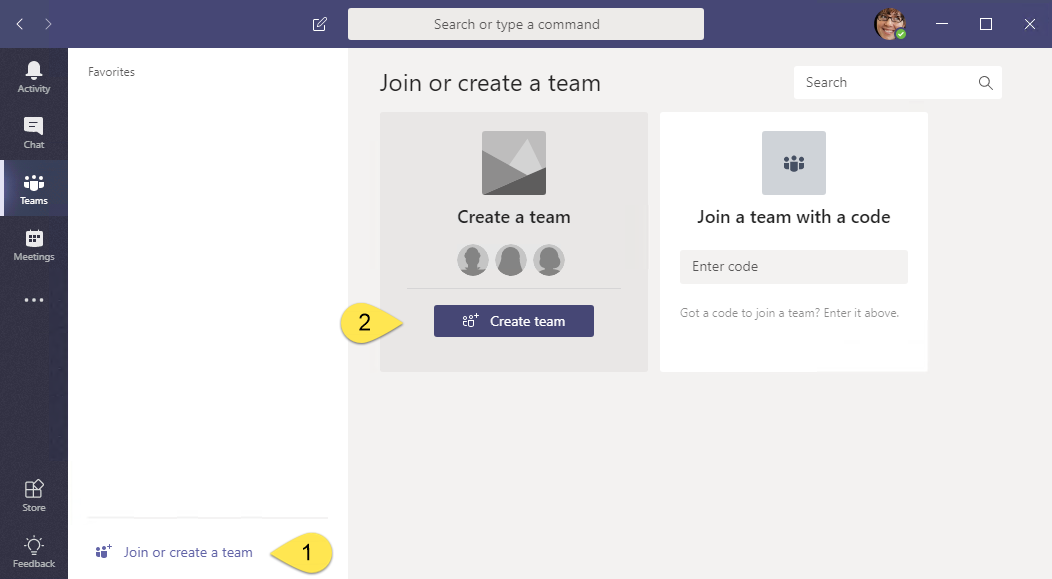 Search or type a command
Activity
Chat
Teams
Meetings
Store
Feedback
Favorites
Join or create a team
1
Join or create a team
Search
Create a team
2
Create team
Join a team with a code
Enter code
Got a code to join a team? Enter it above.